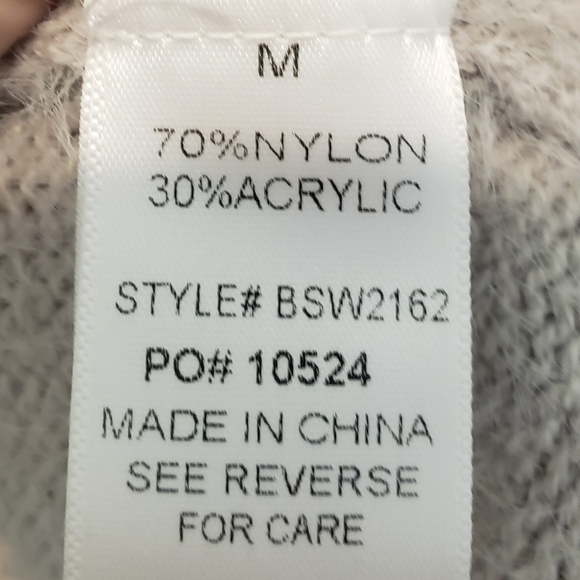 M
70%NYLON
30%ACRYLIC
STYLE# BSW2162
PO# 10524
MADE IN CHINA
SEE REVERSE
FOR CARE